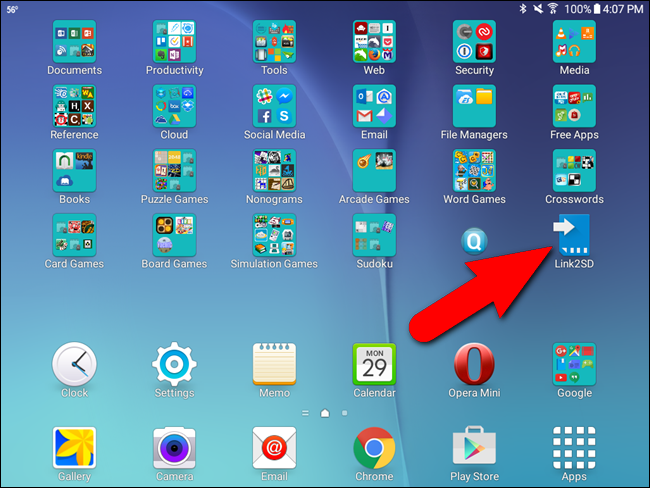 56° 100% 4:07 PM
Documents Productivity Tools Web Security Media
Reference Cloud Social Media Email File Managers Free Apps
Books Puzzle Games Nonograms Arcade Games Word Games Crosswords
Card Games Board Games Simulation Games Sudoku Q Link2SD
MON
29
Clock Settings Memo Calendar Opera Mini Google
Gallery Camera Email Chrome Play Store Apps